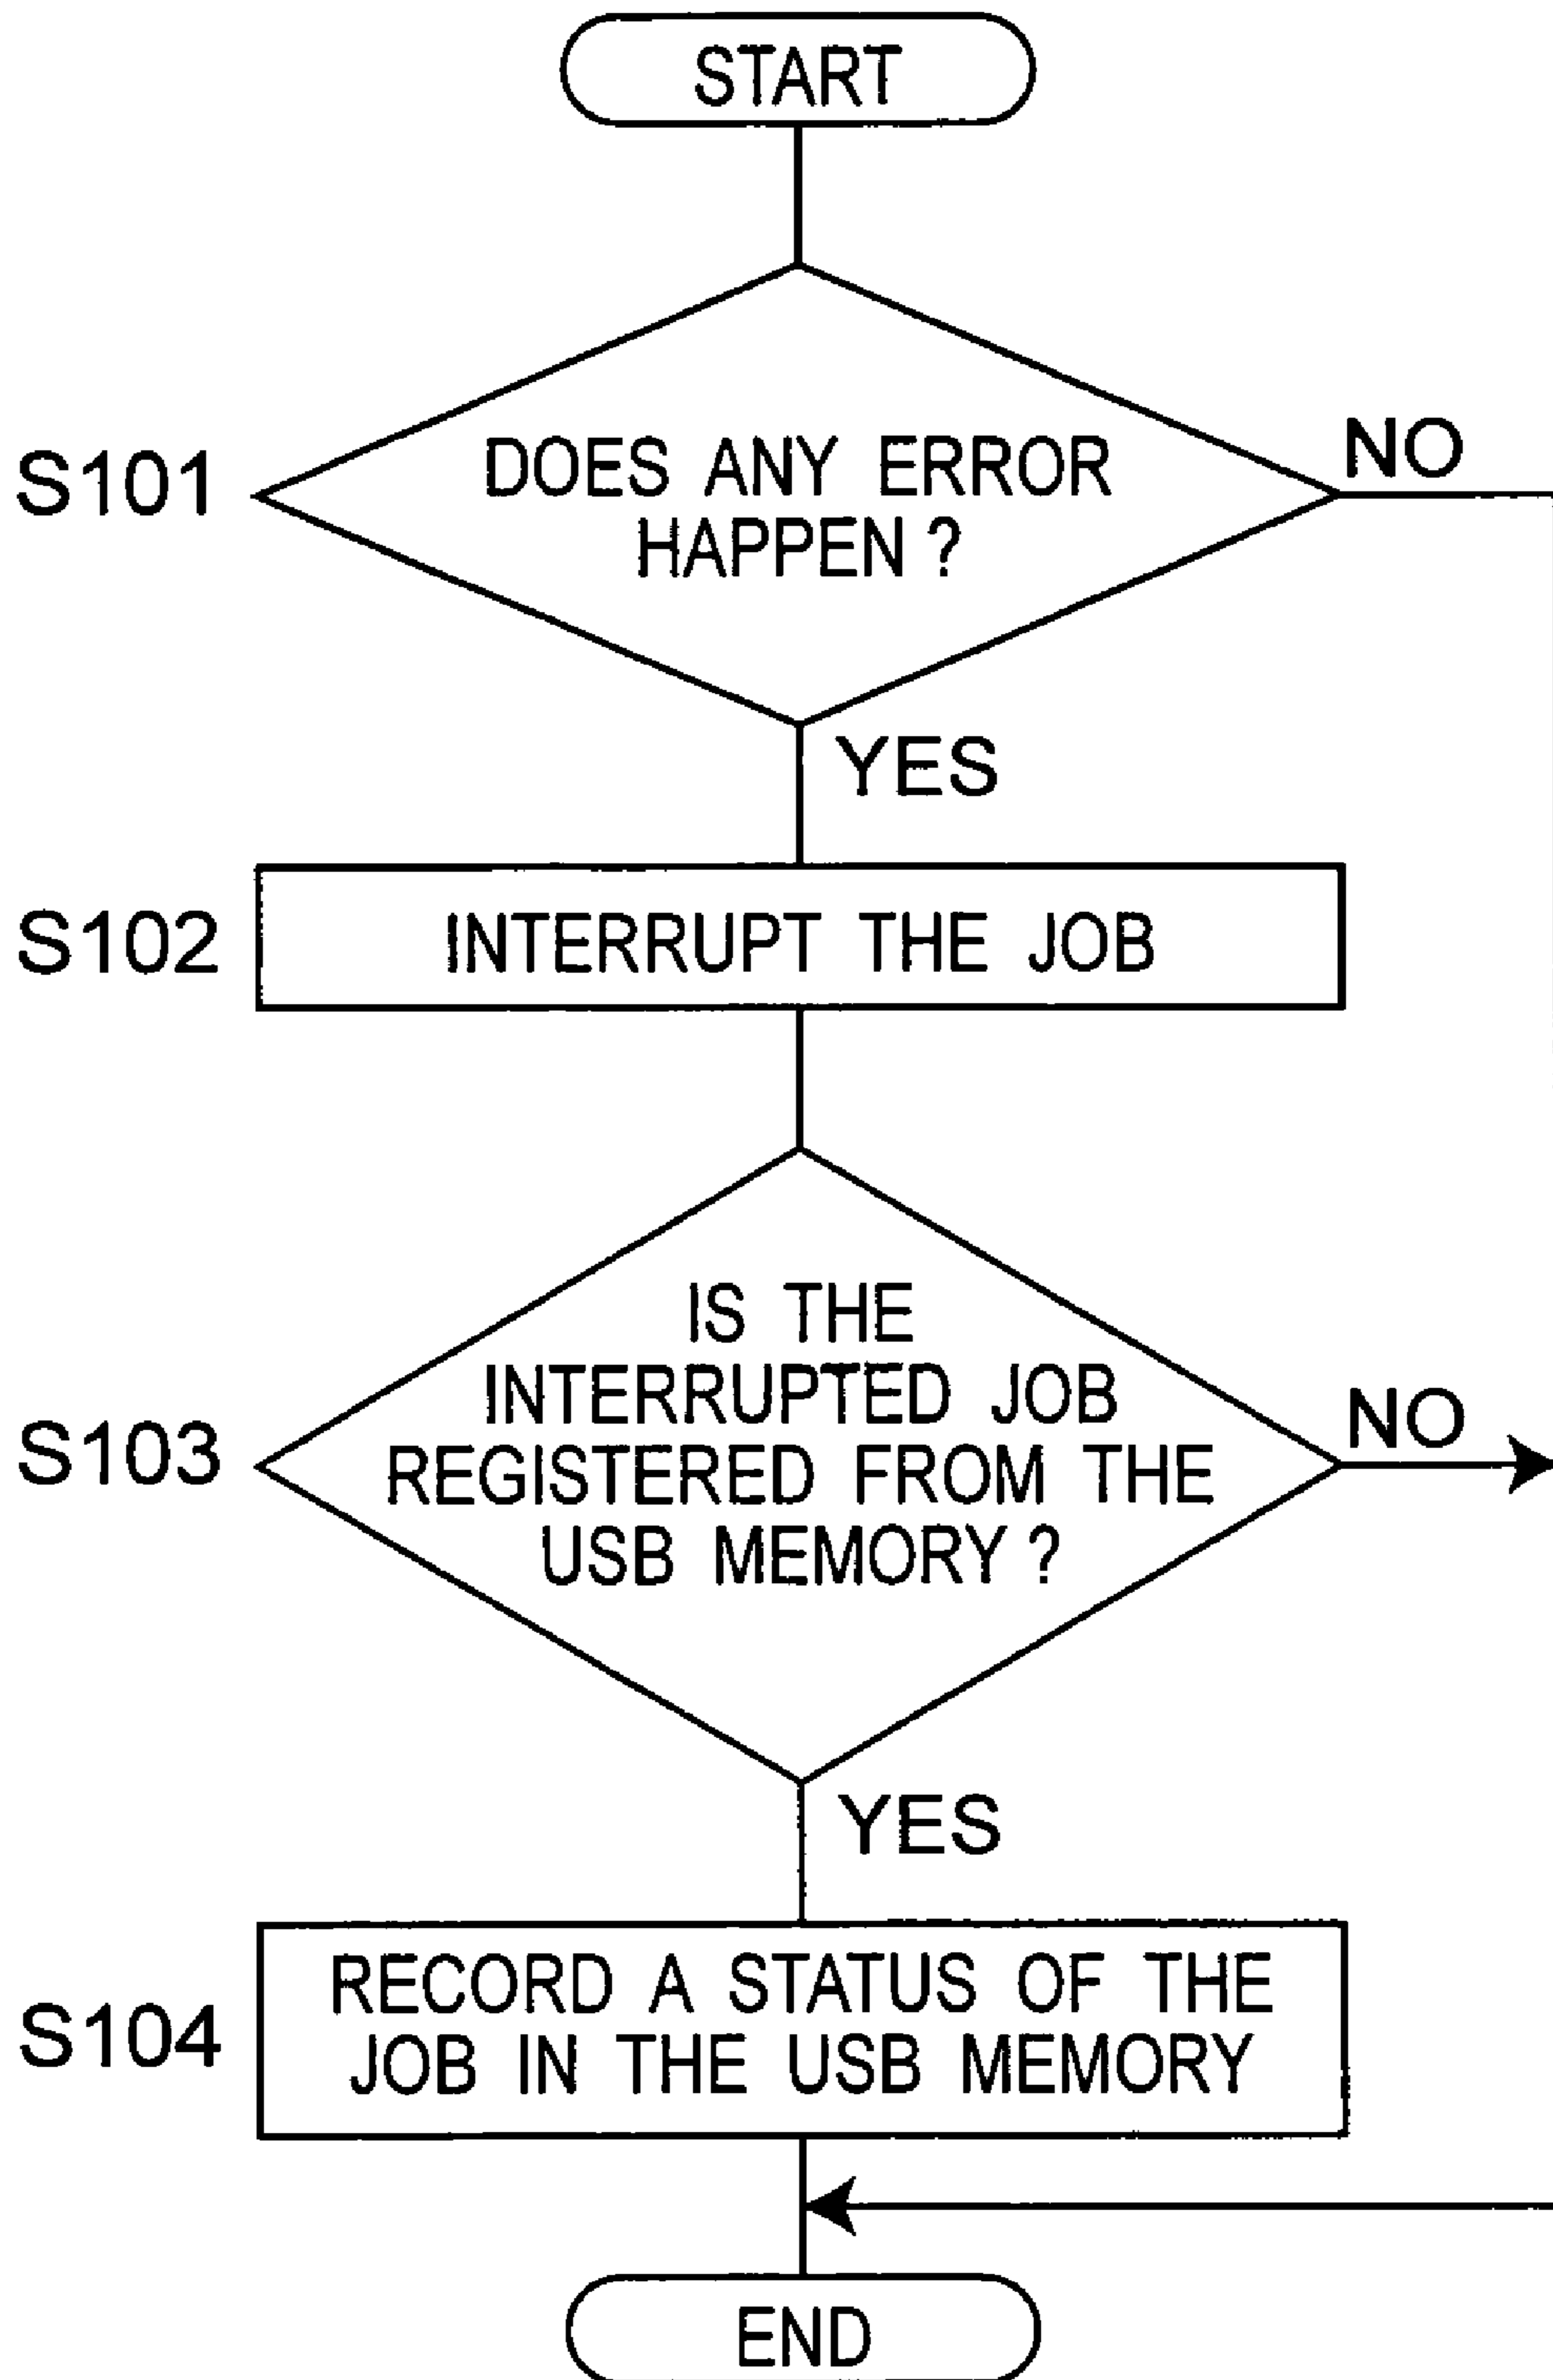 START
S101
DOES ANY ERROR
HAPPEN ?
NO
YES
S102
INTERRUPT THE JOB
S103
IS THE
INTERRUPTED JOB
REGISTERED FROM THE
USB MEMORY ?
NO
YES
S104
RECORD A STATUS OF THE
JOB IN THE USB MEMORY
END